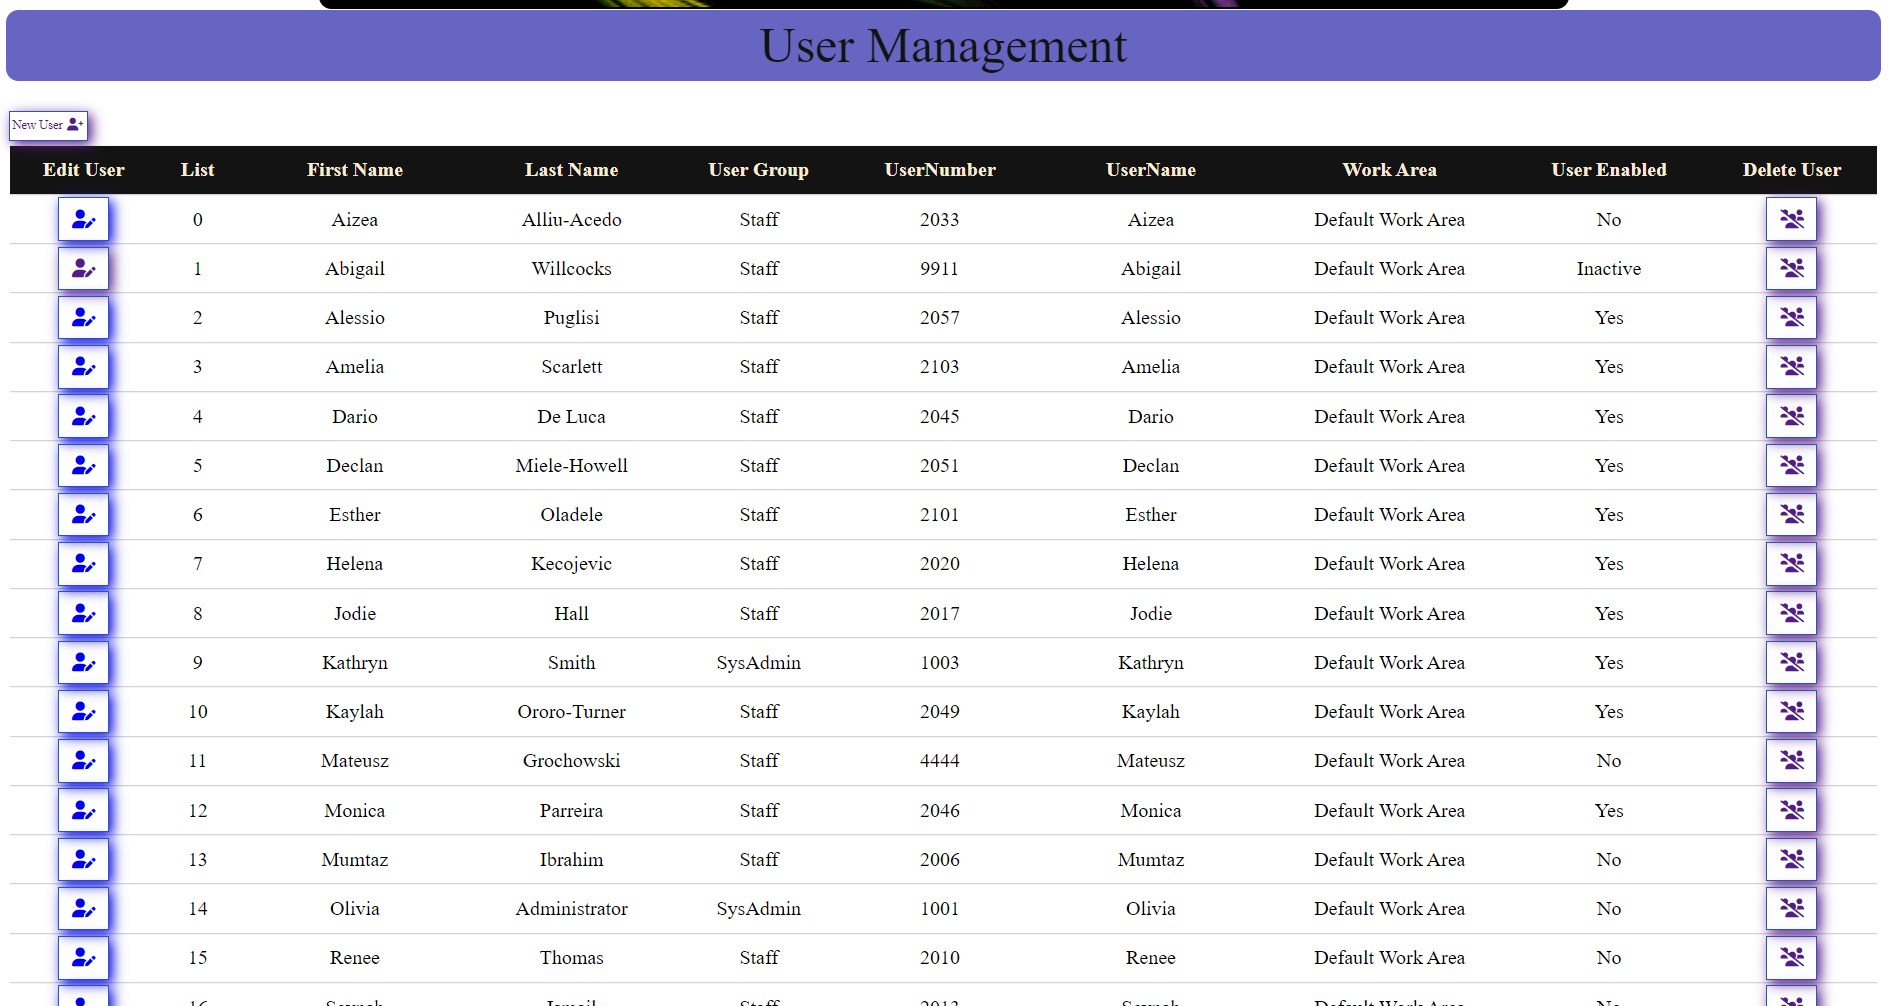 User Management
New User
Edit User List First Name Last Name User Group UserNumber UserName Work Area User Enabled Delete User
0 Aizea Alliu-Acedo Staff 2033 Aizea Default Work Area No
1 Abigail Willcocks Staff 9911 Abigail Default Work Area Inactive
2 Alessio Puglisi Staff 2057 Alessio Default Work Area Yes
3 Amelia Scarlett Staff 2103 Amelia Default Work Area Yes
4 Dario De Luca Staff 2045 Dario Default Work Area Yes
5 Declan Miele-Howell Staff 2051 Declan Default Work Area Yes
6 Esther Oladele Staff 2101 Esther Default Work Area Yes
7 Helena Kecojevic Staff 2020 Helena Default Work Area Yes
8 Jodie Hall Staff 2017 Jodie Default Work Area Yes
9 Kathryn Smith SysAdmin 1003 Kathryn Default Work Area Yes
10 Kaylah Ororo-Turner Staff 2049 Kaylah Default Work Area Yes
11 Mateusz Grochowski Staff 4444 Mateusz Default Work Area No
12 Monica Parreira Staff 2046 Monica Default Work Area Yes
13 Mumtaz Ibrahim Staff 2006 Mumtaz Default Work Area No
14 Olivia Administrator SysAdmin 1001 Olivia Default Work Area No
15 Renee Thomas Staff 2010 Renee Default Work Area No
16 Staff Default Work Area No